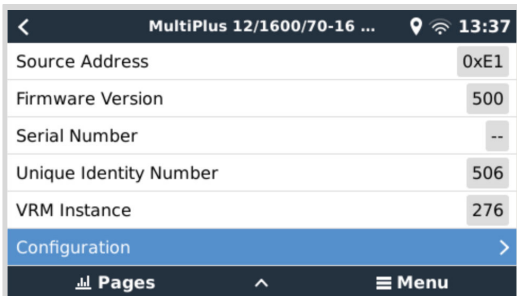 MultiPlus 12/1600/70-16 ... 13:37
Source Address 0xE1
Firmware Version 500
Serial Number --
Unique Identity Number 506
VRM Instance 276
Configuration
Pages Menu